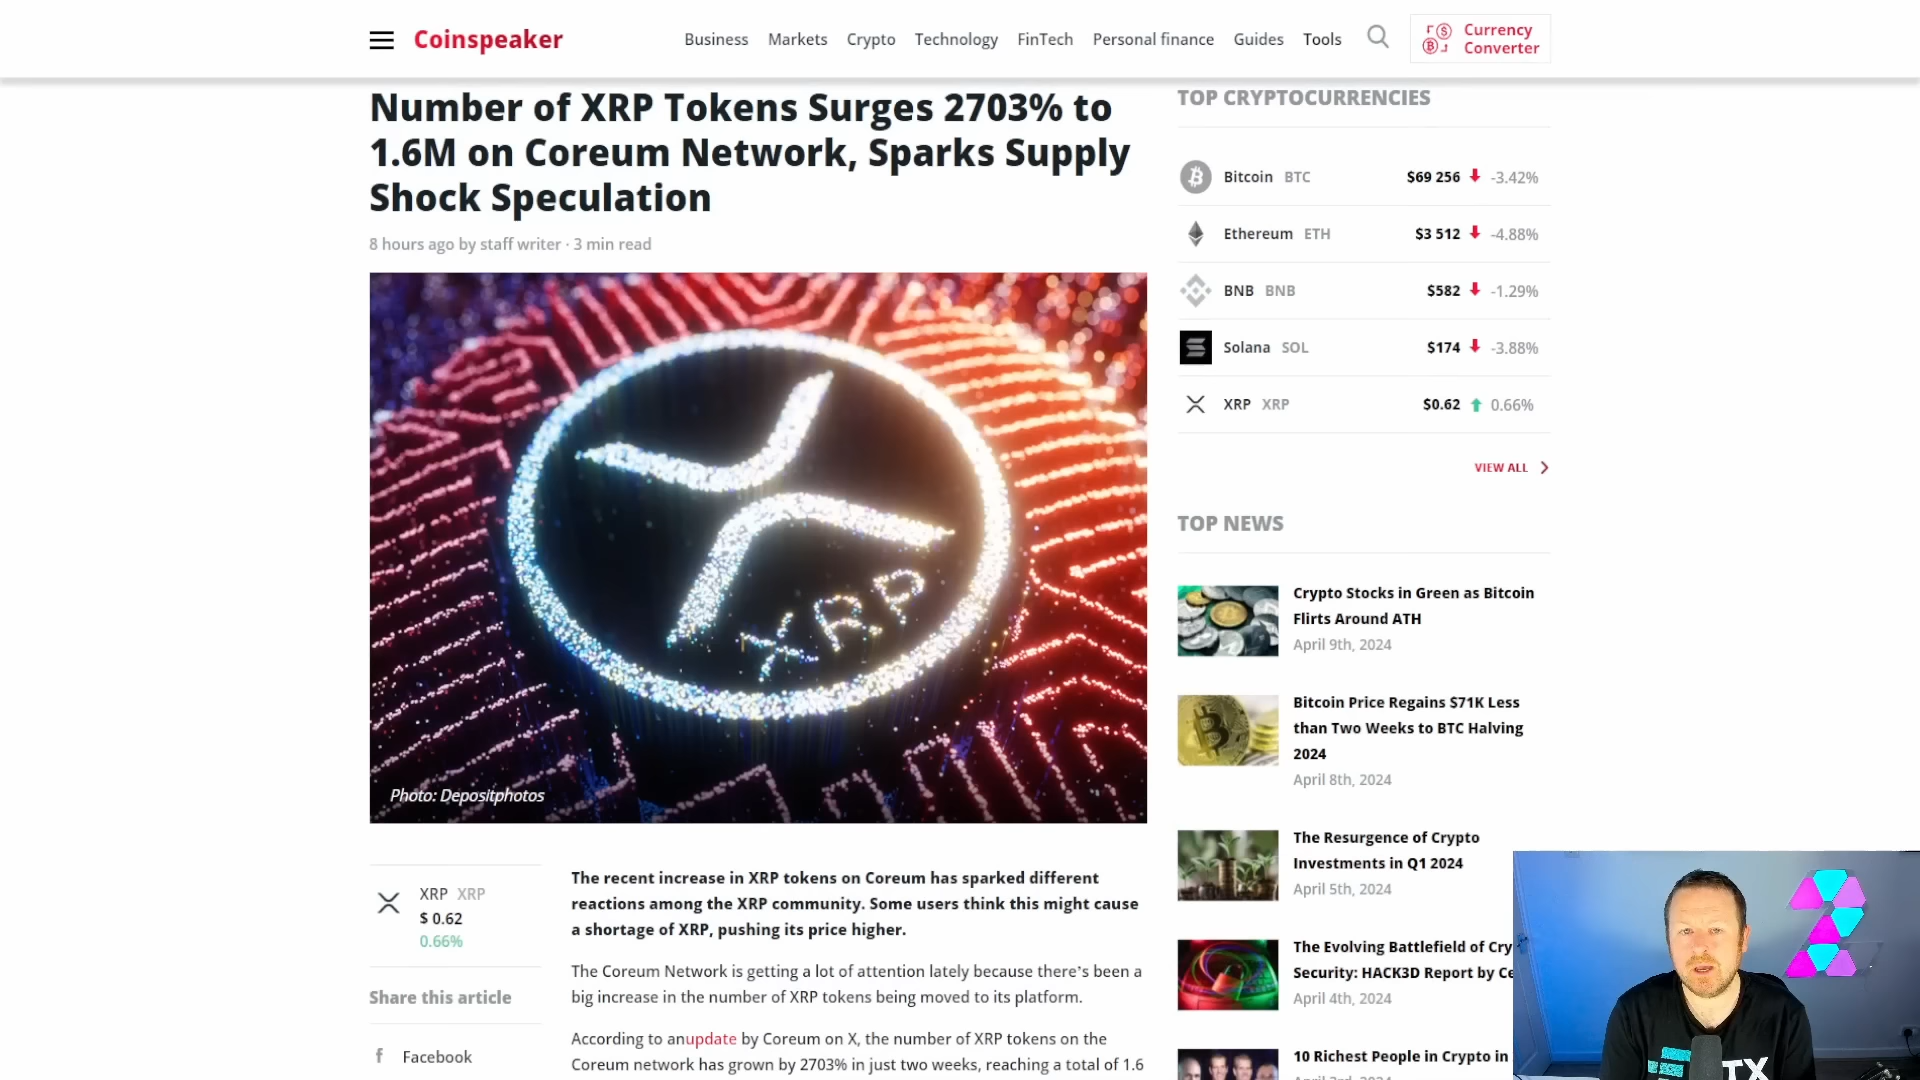 Coinspeaker
Business Markets Crypto Technology FinTech Personal finance Guides Tools
Currency
Converter
Number of XRP Tokens Surges 2703% to
1.6M on Coreum Network, Sparks Supply
Shock Speculation
8 hours ago by staff writer · 3 min read
XRP
Photo: Depositphotos
XRP XRP
$ 0.62
0.66%
Share this article
Facebook
The recent increase in XRP tokens on Coreum has sparked different
reactions among the XRP community. Some users think this might cause
a shortage of XRP, pushing its price higher.
The Coreum Network is getting a lot of attention lately because there's been a
big increase in the number of XRP tokens being moved to its platform.
According to anupdate by Coreum on X, the number of XRP tokens on the
Coreum network has grown by 2703% in just two weeks, reaching a total of 1.6
TOP CRYPTOCURRENCIES
Bitcoin BTC $69 256 -3.42%
Ethereum ETH $3 512 -4.88%
BNB BNB $582 -1.29%
Solana SOL $174 -3.88%
XRP XRP $0.62 0.66%
VIEW ALL
TOP NEWS
Crypto Stocks in Green as Bitcoin
Flirts Around ATH
April 9th, 2024
Bitcoin Price Regains $71K Less
than Two Weeks to BTC Halving
2024
April 8th, 2024
The Resurgence of Crypto
Investments in Q1 2024
April 5th, 2024
The Evolving Battlefield of Cry
Security: HACK3D Report by Ce
April 4th, 2024
10 Richest People in Crypto in
TX